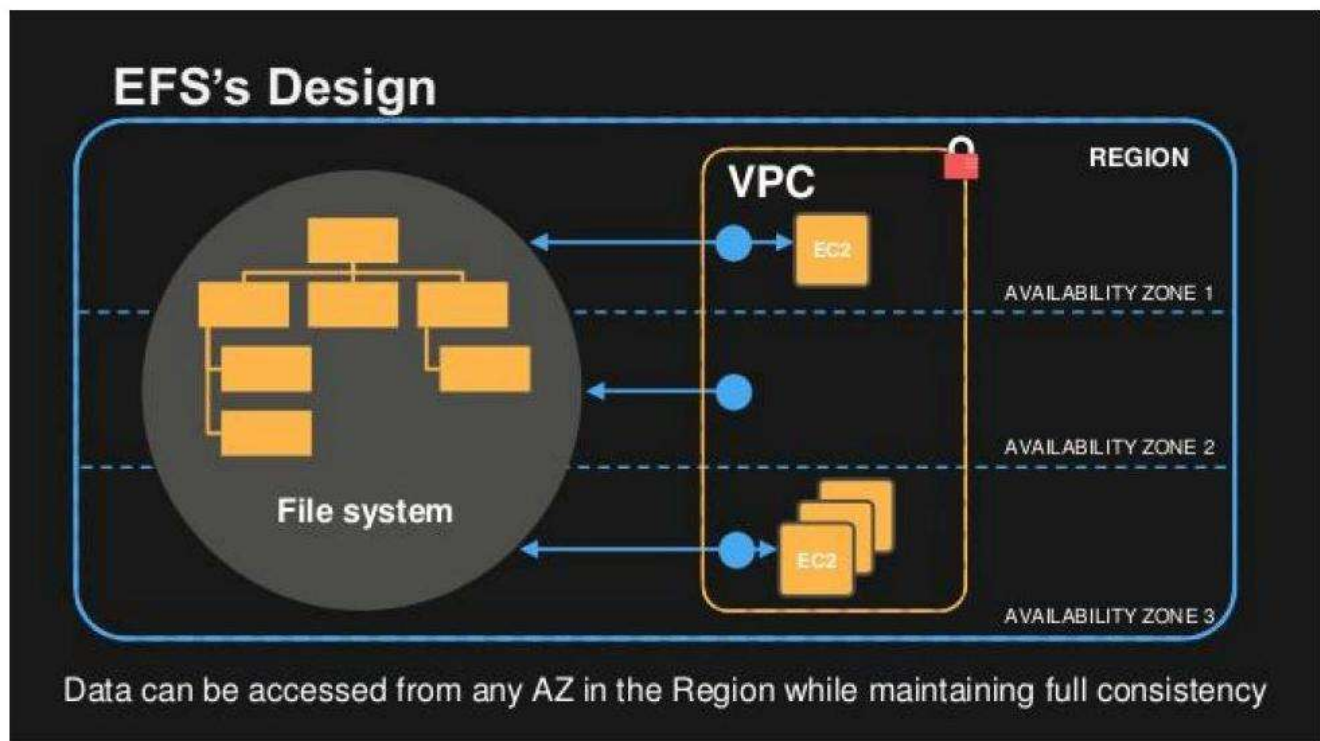 EFS's Design
REGION
VPC
EC2
AVAILABILITY ZONE 1
AVAILABILITY ZONE 2
File system
EC2
AVAILABILITY ZONE 3
Data can be accessed from any AZ in the Region while maintaining full consistency